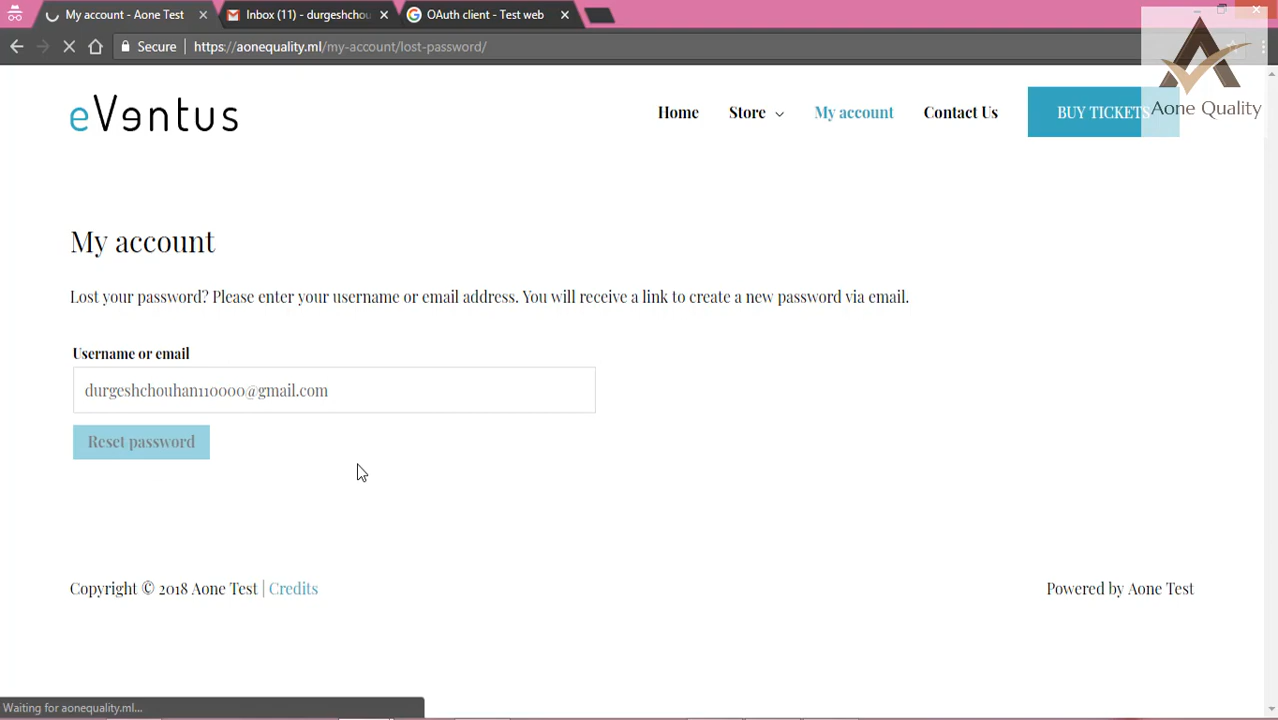 My account - Aone Test
Inbox (11) - durgeshchou
OAuth client - Test web
Secure
https://aonequality.ml/my-account/lost-password/
eVentus
Home
Store
My account
Contact Us
BUY TICKETS
Aone Quality
My account
Lost your password? Please enter your username or email address. You will receive a link to create a new password via email.
Username or email
durgeshchouhan110000@gmail.com
Reset password
Copyright © 2018 Aone Test | Credits
Powered by Aone Test
Waiting for aonequality.ml...